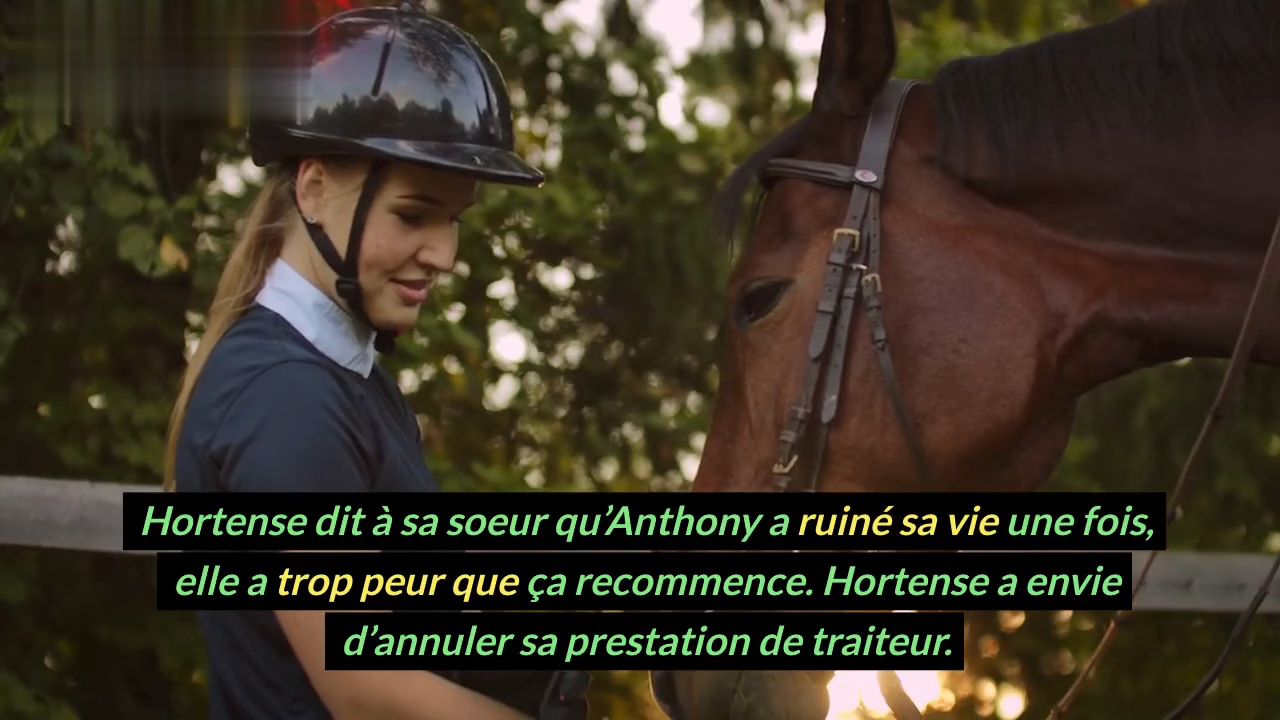 Hortense dit à sa soeur qu’Anthony a ruiné sa vie une fois,
elle a trop peur que ça recommence. Hortense a envie
d’annuler sa prestation de traiteur.